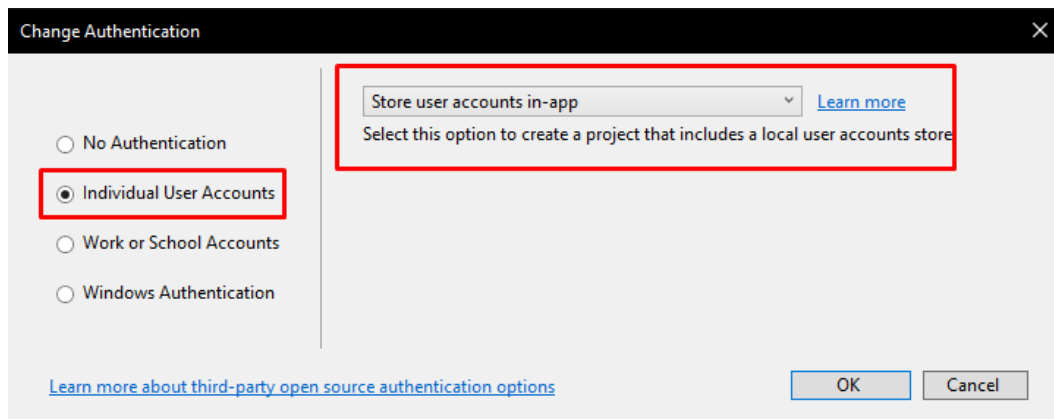 Change Authentication
Store user accounts in-app
Learn more
Select this option to create a project that includes a local user accounts store
No Authentication
Individual User Accounts
Work or School Accounts
Windows Authentication
Learn more about third-party open source authentication options
OK
Cancel